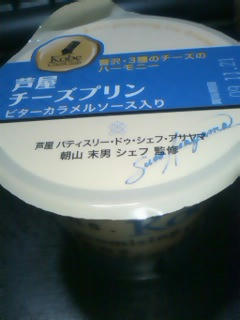 Kobe
贅沢・3種のチーズの
ハーモニー
芦屋
チーズプリン
ビターカラメルソース入り
09.11.21
芦屋 パティスリー・ドゥ・シェフ・アサヤマ
朝山 末男 シェフ 監修